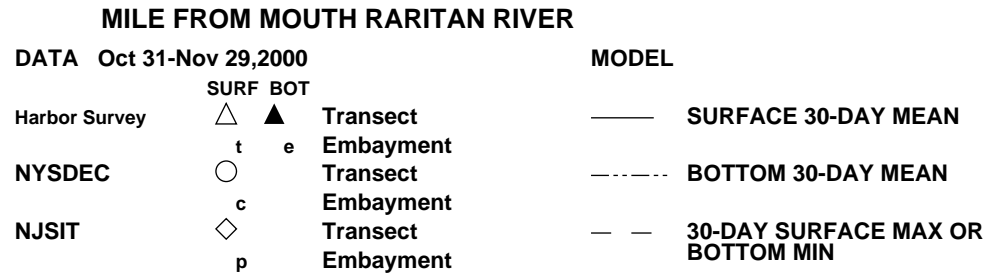 MILE FROM MOUTH RARITAN RIVER
DATA Oct 31-Nov 29,2000 MODEL
SURF BOT
Harbor Survey Transect SURFACE 30-DAY MEAN
t e Embayment
NYSDEC Transect BOTTOM 30-DAY MEAN
c Embayment
NJSIT Transect 30-DAY SURFACE MAX OR
BOTTOM MIN
p Embayment